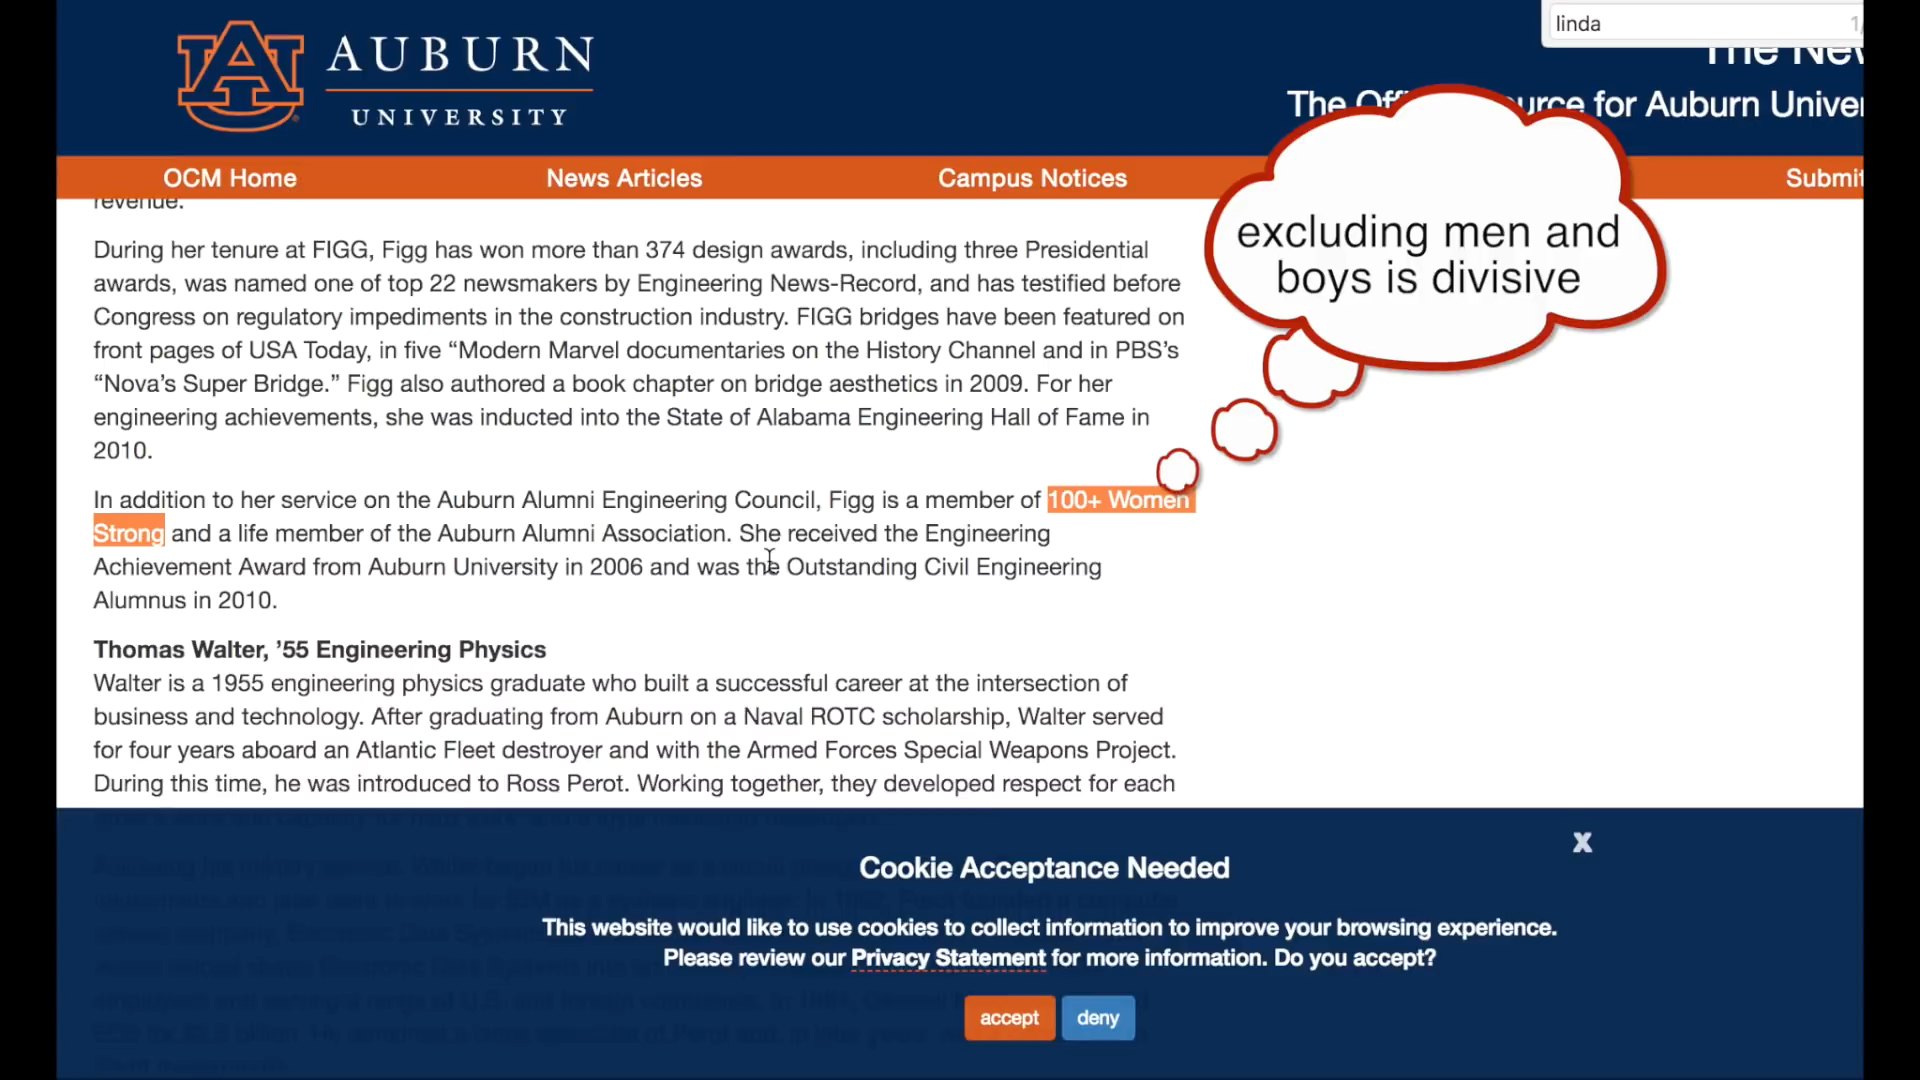 linda
AUBURN
UNIVERSITY
The New
The Off urce for Auburn Univer
OCM Home News Articles Campus Notices Submit
excluding men and
boys is divisive
revenue.
During her tenure at FIGG, Figg has won more than 374 design awards, including three Presidential
awards, was named one of top 22 newsmakers by Engineering News-Record, and has testified before
Congress on regulatory impediments in the construction industry. FIGG bridges have been featured on
front pages of USA Today, in five “Modern Marvel documentaries on the History Channel and in PBS’s
“Nova’s Super Bridge.” Figg also authored a book chapter on bridge aesthetics in 2009. For her
engineering achievements, she was inducted into the State of Alabama Engineering Hall of Fame in
2010.
In addition to her service on the Auburn Alumni Engineering Council, Figg is a member of 100+ Women
Strong and a life member of the Auburn Alumni Association. She received the Engineering
Achievement Award from Auburn University in 2006 and was the Outstanding Civil Engineering
Alumnus in 2010.
Thomas Walter, ’55 Engineering Physics
Walter is a 1955 engineering physics graduate who built a successful career at the intersection of
business and technology. After graduating from Auburn on a Naval ROTC scholarship, Walter served
for four years aboard an Atlantic Fleet destroyer and with the Armed Forces Special Weapons Project.
During this time, he was introduced to Ross Perot. Working together, they developed respect for each
X
Cookie Acceptance Needed
This website would like to use cookies to collect information to improve your browsing experience.
Please review our Privacy Statement for more information. Do you accept?
accept deny